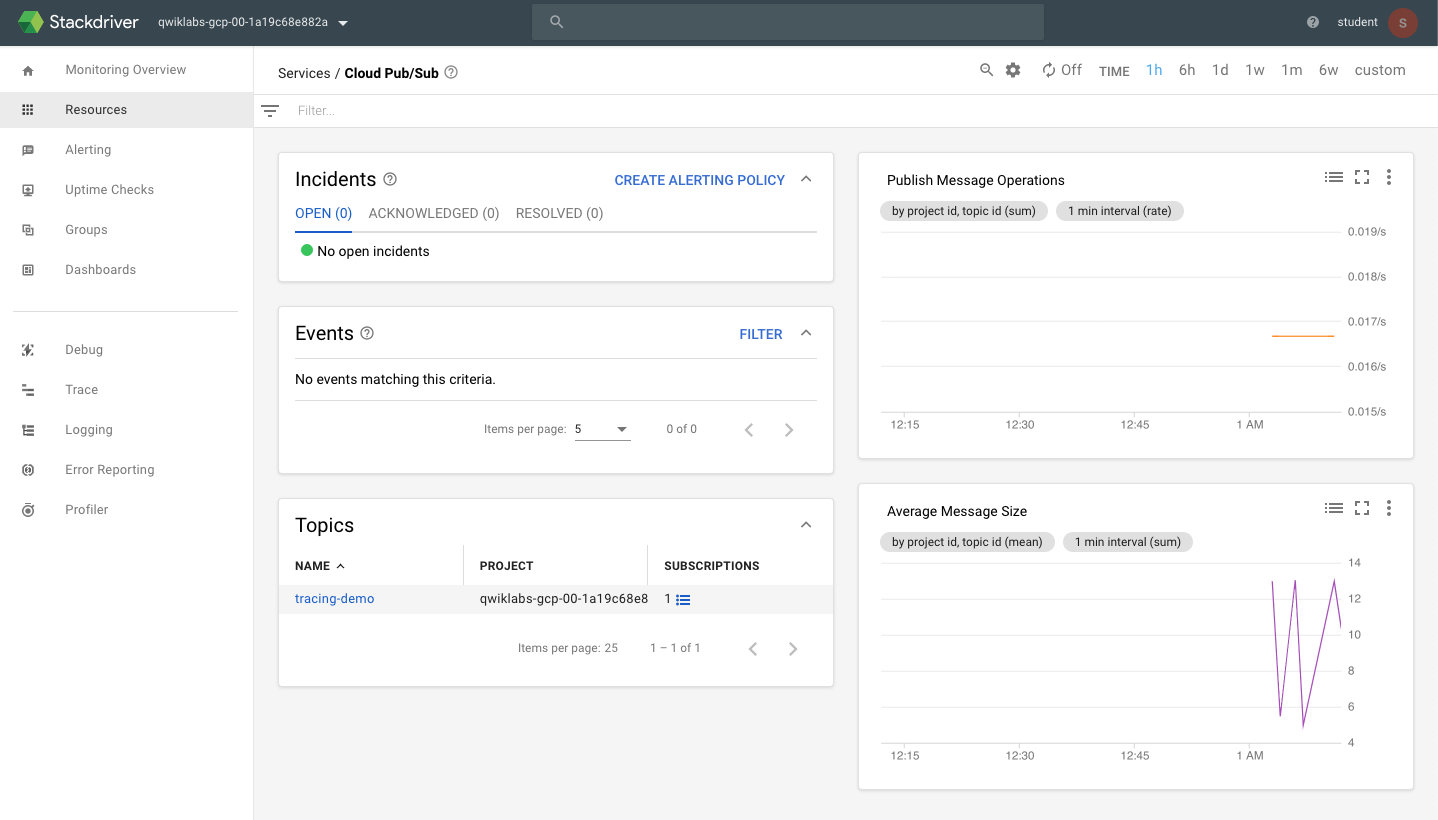 Stackdriver qwiklabs-gcp-00-1a19c68e882a student S
Monitoring Overview
Resources
Alerting
Uptime Checks
Groups
Dashboards
Debug
Trace
Logging
Error Reporting
Profiler
Services / Cloud Pub/Sub
Off TIME 1h 6h 1d 1w 1m 6w custom
Filter...
Incidents CREATE ALERTING POLICY
OPEN (0) ACKNOWLEDGED (0) RESOLVED (0)
No open incidents
Events FILTER
No events matching this criteria.
Items per page: 5 0 of 0
Topics
NAME PROJECT SUBSCRIPTIONS
tracing-demo qwiklabs-gcp-00-1a19c68e8 1
Items per page: 25 1 – 1 of 1
Publish Message Operations
by project id, topic id (sum) 1 min interval (rate)
0.019/s
0.018/s
0.017/s
0.016/s
0.015/s
12:15 12:30 12:45 1 AM
Average Message Size
by project id, topic id (mean) 1 min interval (sum)
14
12
10
8
6
4
12:15 12:30 12:45 1 AM